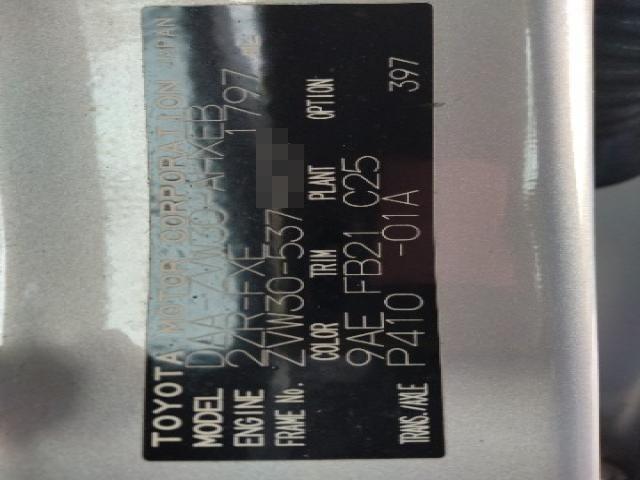 TOYOTA MOTOR CORPORATION JAPAN
MODEL DAA-ZVW30-AHXEB
ENGINE 2ZR-FXE 1797 ML
FRAME No. ZVW30-537
COLOR TRIM PLANT OPTION
9AE FB21 C25
TRANS./AXLE P410 -01A 397